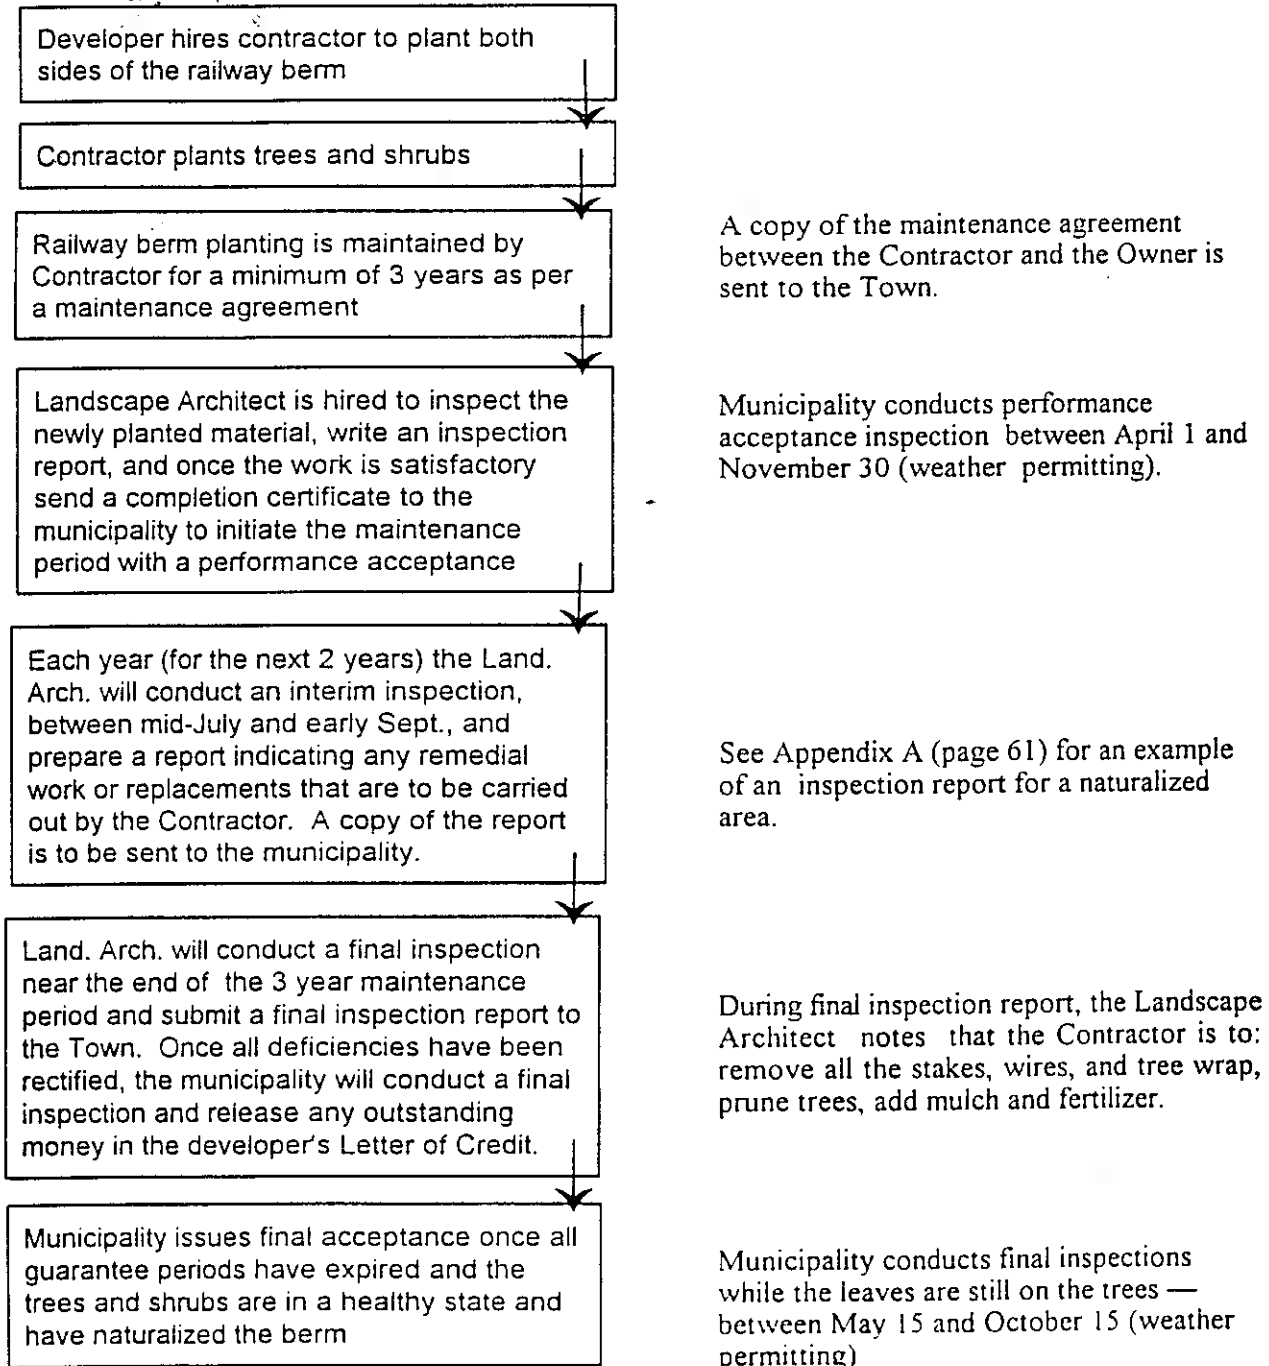 Developer hires contractor to plant both
sides of the railway berm
Contractor plants trees and shrubs
Railway berm planting is maintained by
Contractor for a minimum of 3 years as per
a maintenance agreement
A copy of the maintenance agreement
between the Contractor and the Owner is
sent to the Town.
Landscape Architect is hired to inspect the
newly planted material, write an inspection
report, and once the work is satisfactory
send a completion certificate to the
municipality to initiate the maintenance
period with a performance acceptance
Municipality conducts performance
acceptance inspection between April 1 and
November 30 (weather permitting).
Each year (for the next 2 years) the Land.
Arch. will conduct an interim inspection,
between mid-July and early Sept., and
prepare a report indicating any remedial
work or replacements that are to be carried
out by the Contractor. A copy of the report
is to be sent to the municipality.
See Appendix A (page 61) for an example
of an inspection report for a naturalized
area.
Land. Arch. will conduct a final inspection
near the end of the 3 year maintenance
period and submit a final inspection report to
the Town. Once all deficiencies have been
rectified, the municipality will conduct a final
inspection and release any outstanding
money in the developer's Letter of Credit.
During final inspection report, the Landscape
Architect notes that the Contractor is to:
remove all the stakes, wires, and tree wrap,
prune trees, add mulch and fertilizer.
Municipality issues final acceptance once all
guarantee periods have expired and the
trees and shrubs are in a healthy state and
have naturalized the berm
Municipality conducts final inspections
while the leaves are still on the trees —
between May 15 and October 15 (weather
permitting)